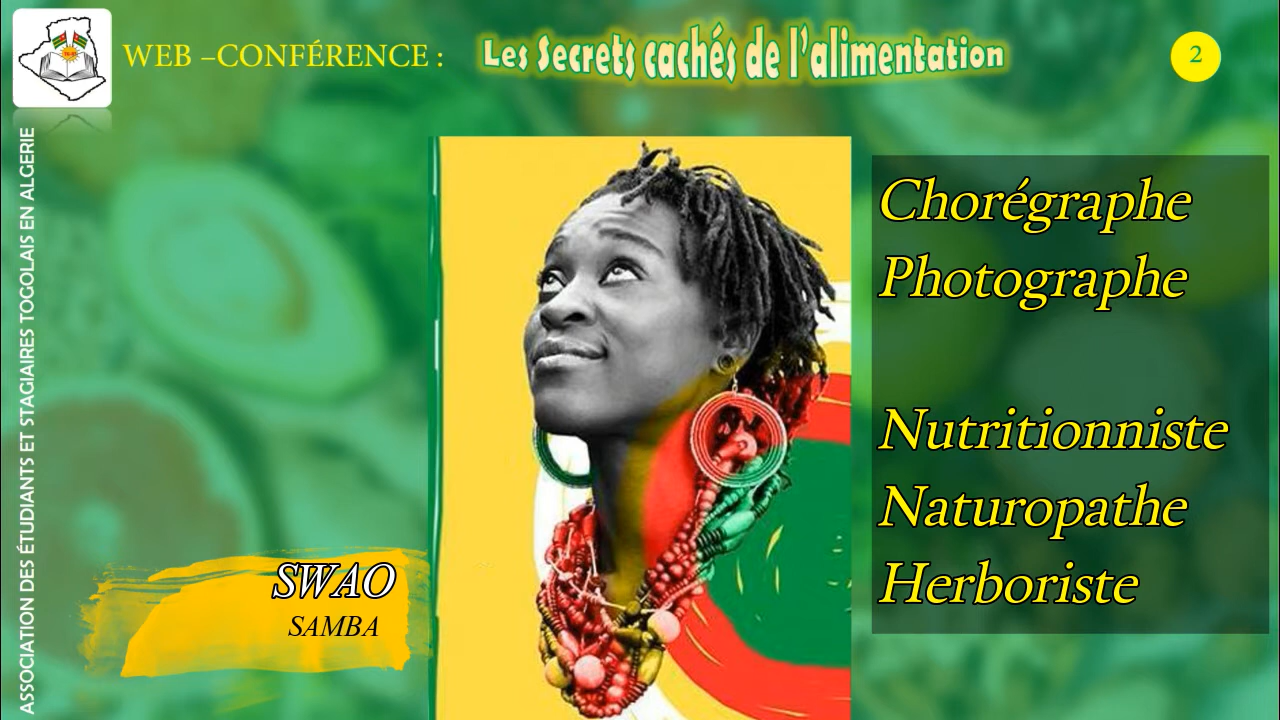 WEB –CONFÉRENCE :
Les Secrets cachés de l'alimentation
2
ASSOCIATION DES ÉTUDIANTS ET STAGIAIRES TOGOLAIS EN ALGERIE
Chorégraphe
Photographe
Nutritionniste
Naturopathe
Herboriste
SWAO
SAMBA